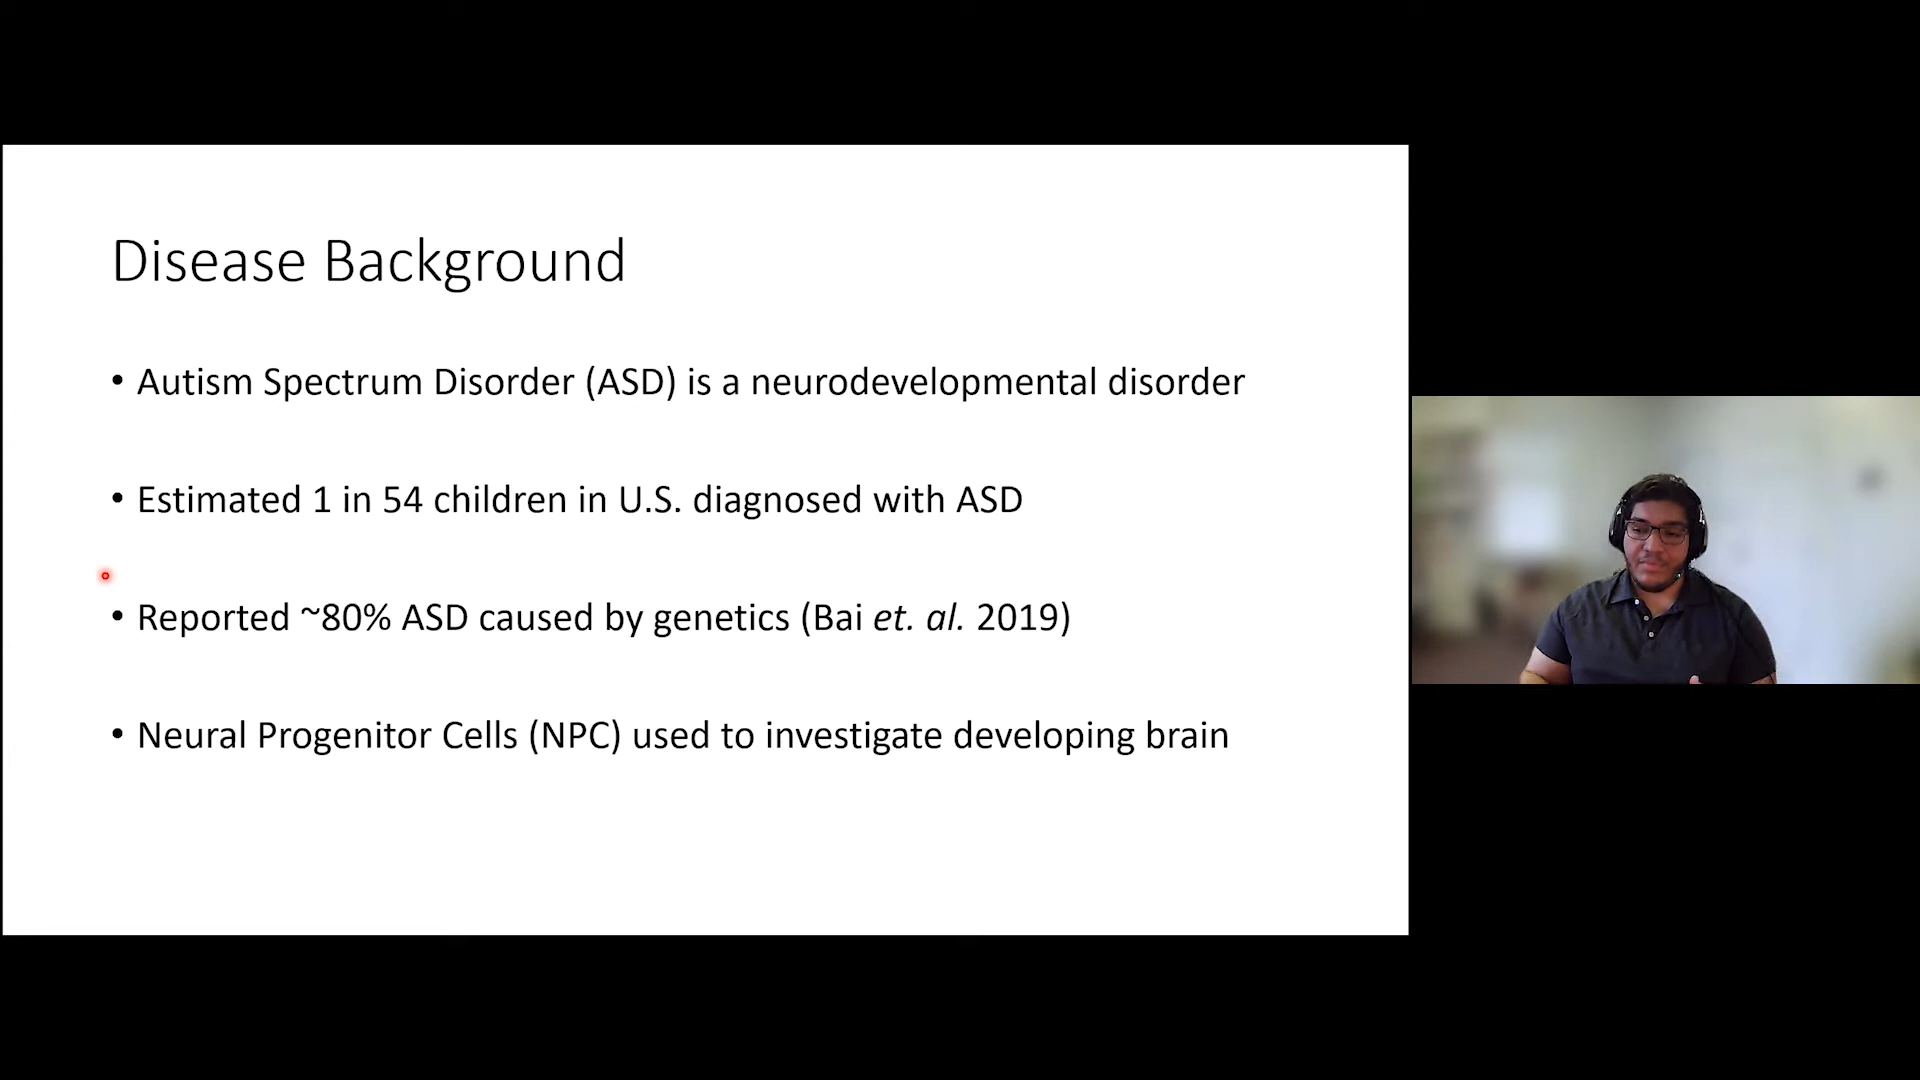 Disease Background
• Autism Spectrum Disorder (ASD) is a neurodevelopmental disorder
• Estimated 1 in 54 children in U.S. diagnosed with ASD
• Reported ~80% ASD caused by genetics (Bai et. al. 2019)
• Neural Progenitor Cells (NPC) used to investigate developing brain